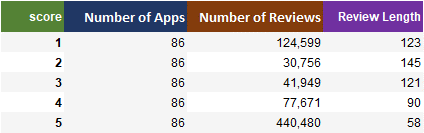 score Number of Apps Number of Reviews Review Length
1 86 124,599 123
2 86 30,756 145
3 86 41,949 121
4 86 77,671 90
5 86 440,480 58